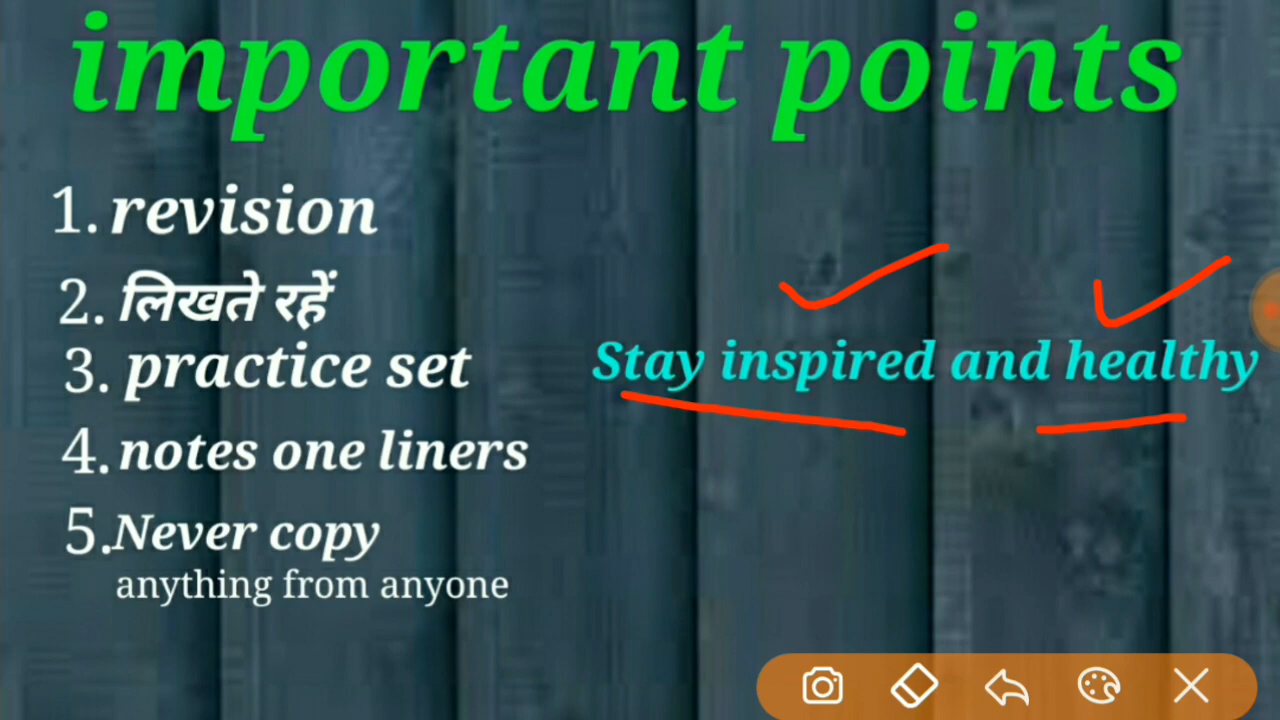 important points
1. revision
2. लिखते रहें
3. practice set
4. notes one liners
5.Never copy
anything from anyone
Stay inspired and healthy